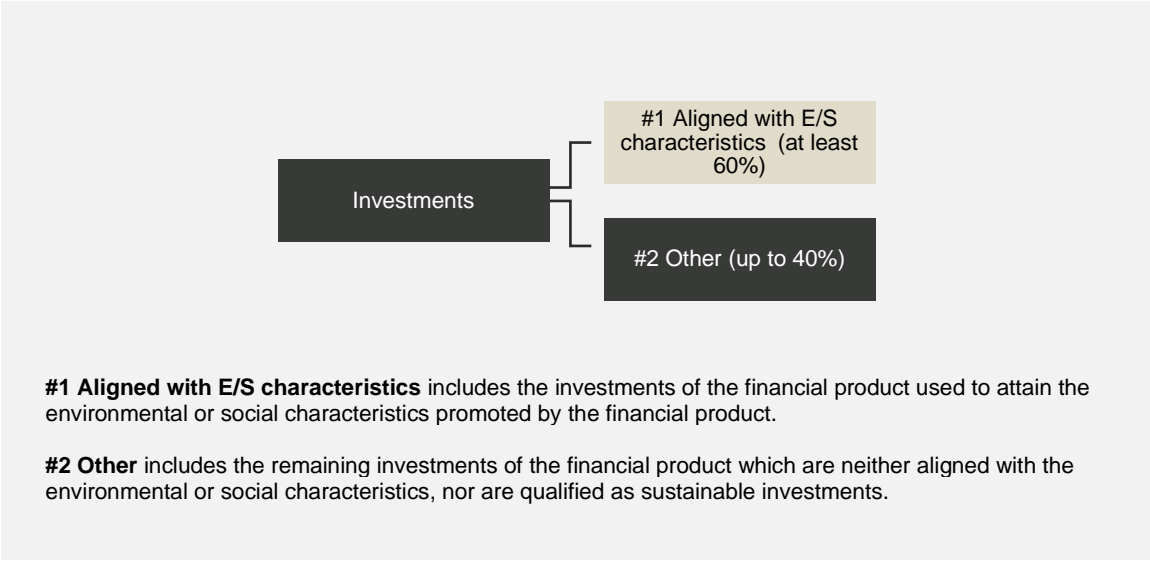 #1 Aligned with E/S
characteristics  (at least
60%)
Investments
#2 Other (up to 40%)
#1 Aligned with E/S characteristics includes the investments of the financial product used to attain the
environmental or social characteristics promoted by the financial product.
#2 Other includes the remaining investments of the financial product which are neither aligned with the
environmental or social characteristics, nor are qualified as sustainable investments.